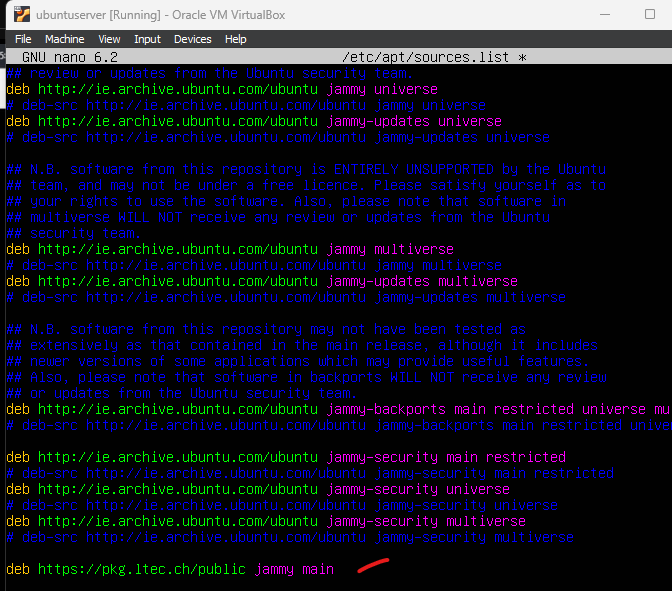 ubuntuserver [Running] - Oracle VM VirtualBox
File Machine View Input Devices Help
GNU nano 6.2 /etc/apt/sources.list *
## review or updates from the Ubuntu security team.
deb http://ie.archive.ubuntu.com/ubuntu jammy universe
# deb-src http://ie.archive.ubuntu.com/ubuntu jammy universe
deb http://ie.archive.ubuntu.com/ubuntu jammy-updates universe
# deb-src http://ie.archive.ubuntu.com/ubuntu jammy-updates universe
## N.B. software from this repository is ENTIRELY UNSUPPORTED by the Ubuntu
## team, and may not be under a free licence. Please satisfy yourself as to
## your rights to use the software. Also, please note that software in
## multiverse WILL NOT receive any review or updates from the Ubuntu
## security team.
deb http://ie.archive.ubuntu.com/ubuntu jammy multiverse
# deb-src http://ie.archive.ubuntu.com/ubuntu jammy multiverse
deb http://ie.archive.ubuntu.com/ubuntu jammy-updates multiverse
# deb-src http://ie.archive.ubuntu.com/ubuntu jammy-updates multiverse
## N.B. software from this repository may not have been tested as
## extensively as that contained in the main release, although it includes
## newer versions of some applications which may provide useful features.
## Also, please note that software in backports WILL NOT receive any review
## or updates from the Ubuntu security team.
deb http://ie.archive.ubuntu.com/ubuntu jammy-backports main restricted universe mu
# deb-src http://ie.archive.ubuntu.com/ubuntu jammy-backports main restricted unive
deb http://ie.archive.ubuntu.com/ubuntu jammy-security main restricted
# deb-src http://ie.archive.ubuntu.com/ubuntu jammy-security main restricted
deb http://ie.archive.ubuntu.com/ubuntu jammy-security universe
# deb-src http://ie.archive.ubuntu.com/ubuntu jammy-security universe
deb http://ie.archive.ubuntu.com/ubuntu jammy-security multiverse
# deb-src http://ie.archive.ubuntu.com/ubuntu jammy-security multiverse
deb https://pkg.ltec.ch/public jammy main